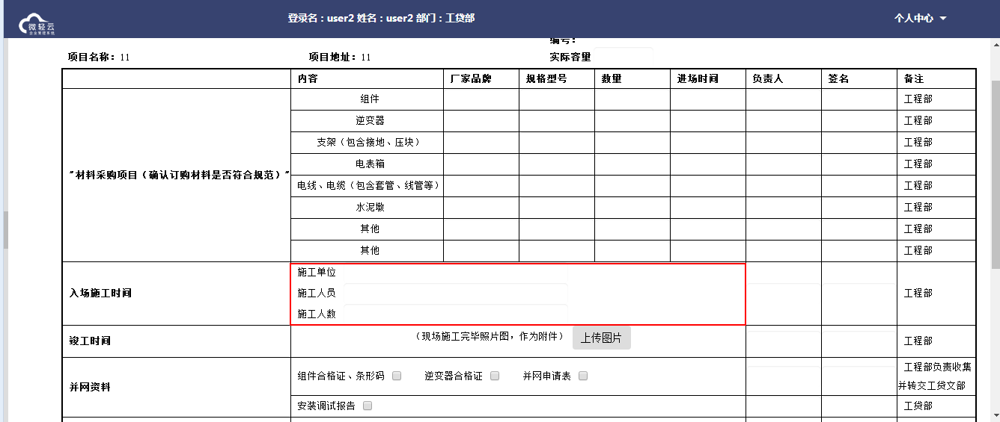 微轻云
企业管理系统
登录名：user2 姓名：user2 部门：工贷部
个人中心
编号：
项目名称：11 项目地址：11 实际容量
内容 厂家品牌 规格型号 数里 进场时间 负责人 签名 备注
"材料采购项目（确认订购材料是否符合规范）"
组件 工程部
逆变器 工程部
支架（包含接地、压块） 工程部
电表箱 工程部
电线、电缆（包含套管、线管等） 工程部
水泥墩 工程部
其他 工程部
其他 工程部
入场施工时间
施工单位
施工人员
施工人数
工程部
竣工时间 （现场施工完毕照片图，作为附件） 上传图片 工程部
并网资料
组件合格证、条形码 逆变器合格证 并网申请表
工程部负责收集
并转交工贷文部
安装调试报告 工贷部